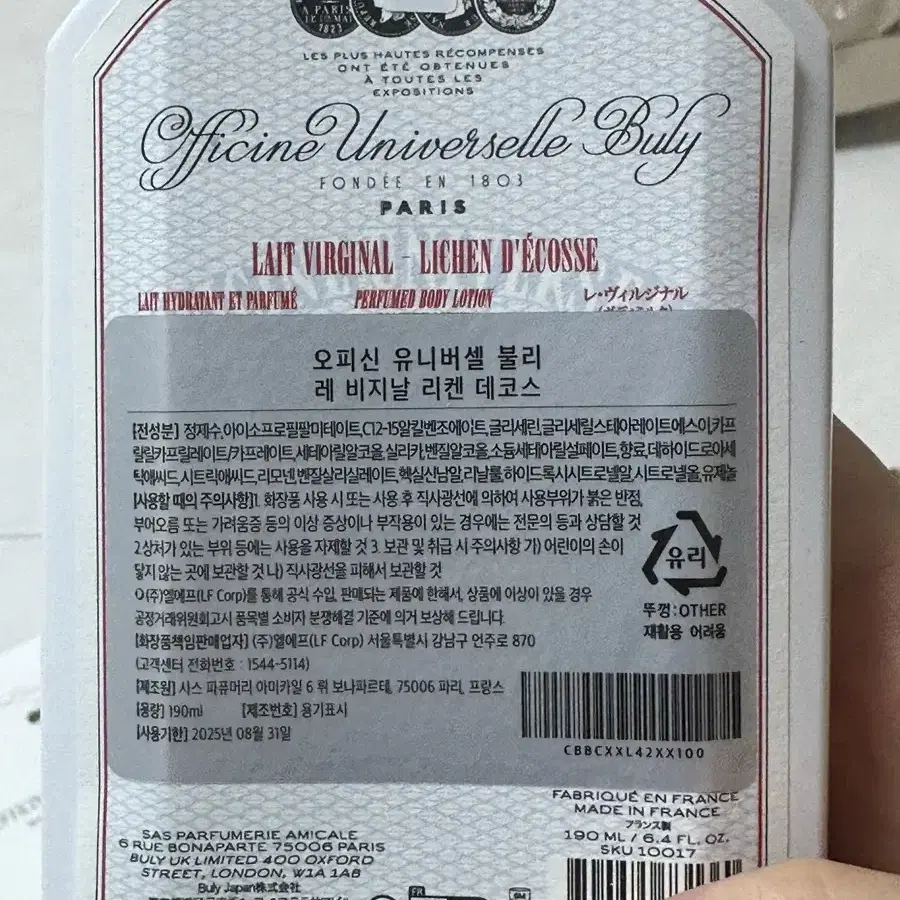 A PARIS
LE 1ER MAI
1823
LES PLUS HAUTES RÉCOMPENSES
ONT ÉTÉ OBTENUES
À TOUTES LES
EXPOSITIONS
Officine Universelle Buly
FONDÉE EN 1803
PARIS
LAIT VIRGINAL - LICHEN D'ÉCOSSE
LAIT HYDRATANT ET PARFUMÉ PERFUMED BODY LOTION レ・ヴィルジナル
오피신 유니버셀 불리
레 비지날 리켄 데코스
[전성분] 정제수,아이소프로필팔미테이트,C12-15알킬벤조에이트,글리세린,글리세릴스테아레이트에스이,카프
릴릭카프릴레이트/카프레이트,세테아릴알코올,실리카,벤질알코올,소듐세테아릴설페이트,향료,데하이드로아세
틱애씨드,시트릭애씨드,리모넨,벤질살리실레이트,헥실신남알,리날룰,하이드록시시트로넬알,시트로넬올,유제놀
[사용할 때의 주의사항]1. 화장품 사용 시 또는 사용 후 직사광선에 의하여 사용부위가 붉은 반점,
부어오름 또는 가려움증 등의 이상 증상이나 부작용이 있는 경우에는 전문의 등과 상담할 것
2.상처가 있는 부위 등에는 사용을 자제할 것 3. 보관 및 취급 시 주의사항 가) 어린이의 손이
닿지 않는 곳에 보관할 것 나) 직사광선을 피해서 보관할 것
유리
뚜껑:OTHER
재활용 어려움
O(주)엘에프(LF Corp)를 통해 공식 수입, 판매되는 제품에 한해서, 상품에 이상이 있을 경우
공정거래위원회고시 품목별 소비자 분쟁해결 기준에 의거 보상해 드립니다.
[화장품책임판매업자] (주)엘에프(LF Corp) 서울특별시 강남구 언주로 870
(고객센터 전화번호 : 1544-5114)
[제조원] 사스 파퓨머리 아미카일 6 뤼 보나파르테, 75006 파리, 프랑스
[용량] 190ml [제조번호] 용기표시
[사용기한] 2025년 08월 31일
CBBCXXL42XX100
FABRIQUÉ EN FRANCE
MADE IN FRANCE
フランス製
190 ML / 6.4 FL. OZ.
SKU 10017
SAS PARFUMERIE AMICALE
6 RUE BONAPARTE 75006 PARIS
BULY UK LIMITED 400 OXFORD
STREET, LONDON, W1A 1AB
Buly Japan株式会社
FR